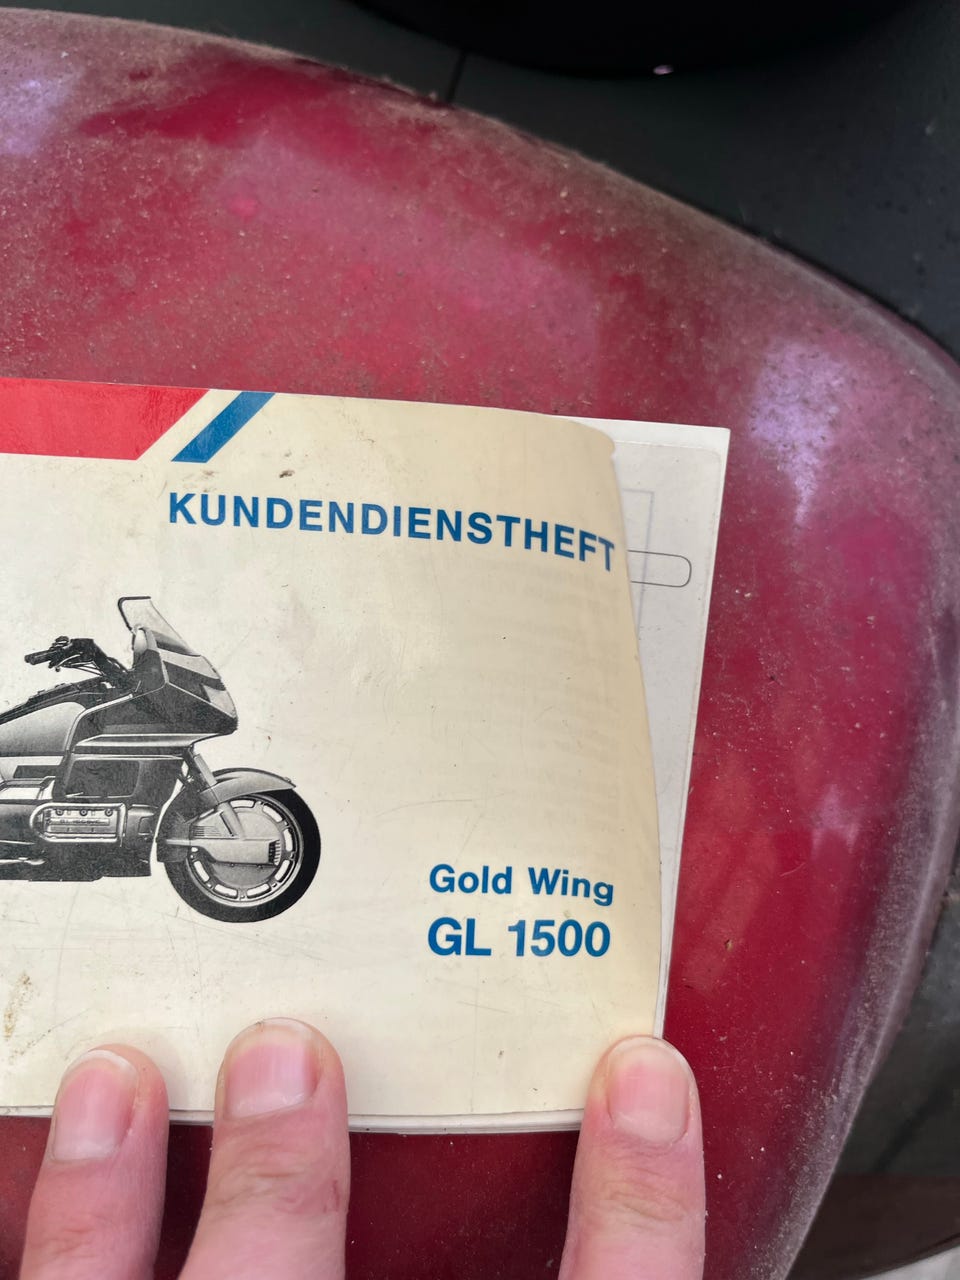 KUNDENDIENSTHEFT
Gold Wing
GL 1500